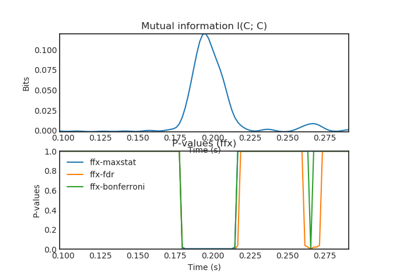 Mutual information I(C; C)
0.100
0.075
0.050
0.025
0.000
Bits
0.100 0.125 0.150 0.175 0.200 0.225 0.250 0.275
Time (s)
P-values (ffx)
1.0
0.8
0.6
0.4
0.2
0.0
P-values
ffx-maxstat
ffx-fdr
ffx-bonferroni
0.100 0.125 0.150 0.175 0.200 0.225 0.250 0.275
Time (s)